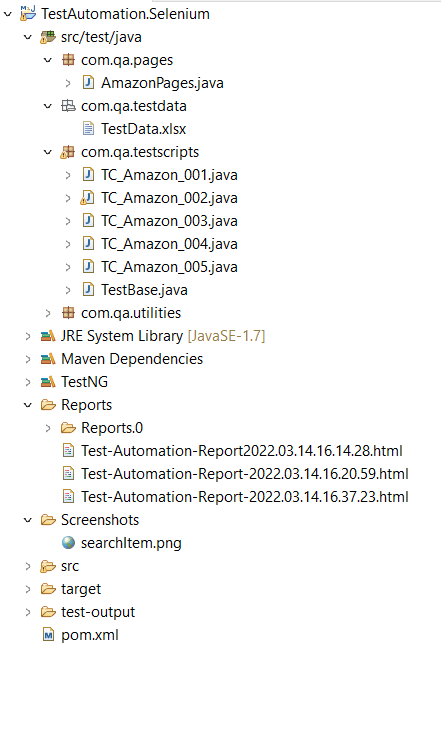 TestAutomation.Selenium
src/test/java
com.qa.pages
AmazonPages.java
com.qa.testdata
TestData.xlsx
com.qa.testscripts
TC_Amazon_001.java
TC_Amazon_002.java
TC_Amazon_003.java
TC_Amazon_004.java
TC_Amazon_005.java
TestBase.java
com.qa.utilities
JRE System Library [JavaSE-1.7]
Maven Dependencies
TestNG
Reports
Reports.0
Test-Automation-Report2022.03.14.16.14.28.html
Test-Automation-Report-2022.03.14.16.20.59.html
Test-Automation-Report-2022.03.14.16.37.23.html
Screenshots
searchItem.png
src
target
test-output
pom.xml